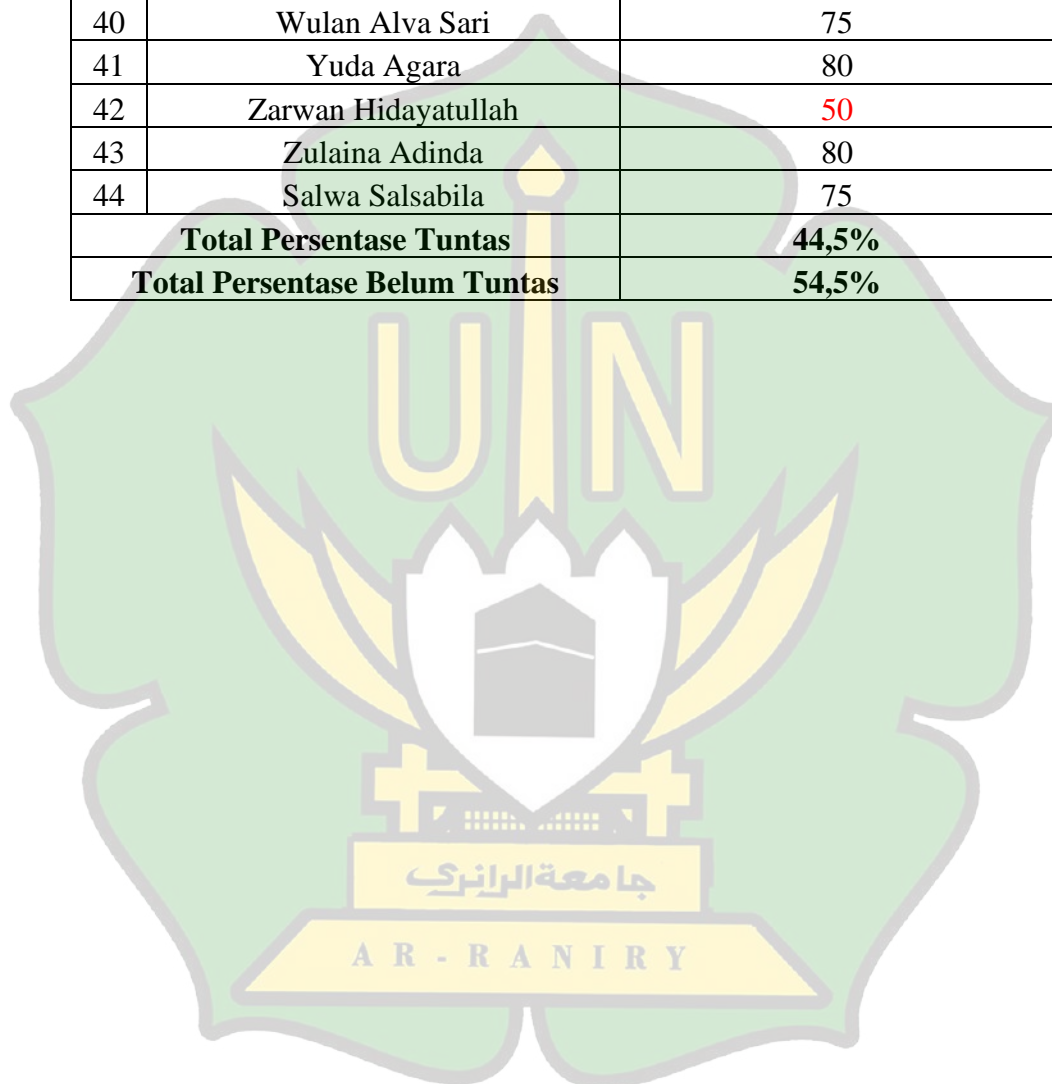 40 Wulan Alva Sari 75
41 Yuda Agara 80
42 Zarwan Hidayatullah 50
43 Zulaina Adinda 80
44 Salwa Salsabila 75
Total Persentase Tuntas 44,5%
Total Persentase Belum Tuntas 54,5%
UIN
جامعةالرانري
AR-RANIRY